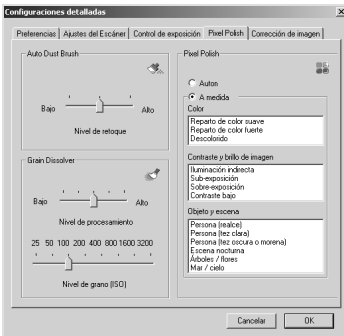 Configuraciones detalladas
Preferencias Ajustes del Escáner Control de exposición Pixel Polish Corrección de imagen
Auto Dust Brush
Bajo Alto
Nivel de retoque
Grain Dissolver
Bajo Alto
Nivel de procesamiento
25 50 100 200 400 800 1600 3200
Nivel de grano (ISO)
Pixel Polish
Auton
A medida
Color
Reparto de color suave
Reparto de color fuerte
Descolorido
Contraste y brillo de imagen
Iluminación indirecta
Sub-exposición
Sobre-exposición
Contraste bajo
Objeto y escena
Persona (realce)
Persona (tez clara)
Persona (tez oscura o morena)
Escena nocturna
Árboles / flores
Mar / cielo
Cancelar OK